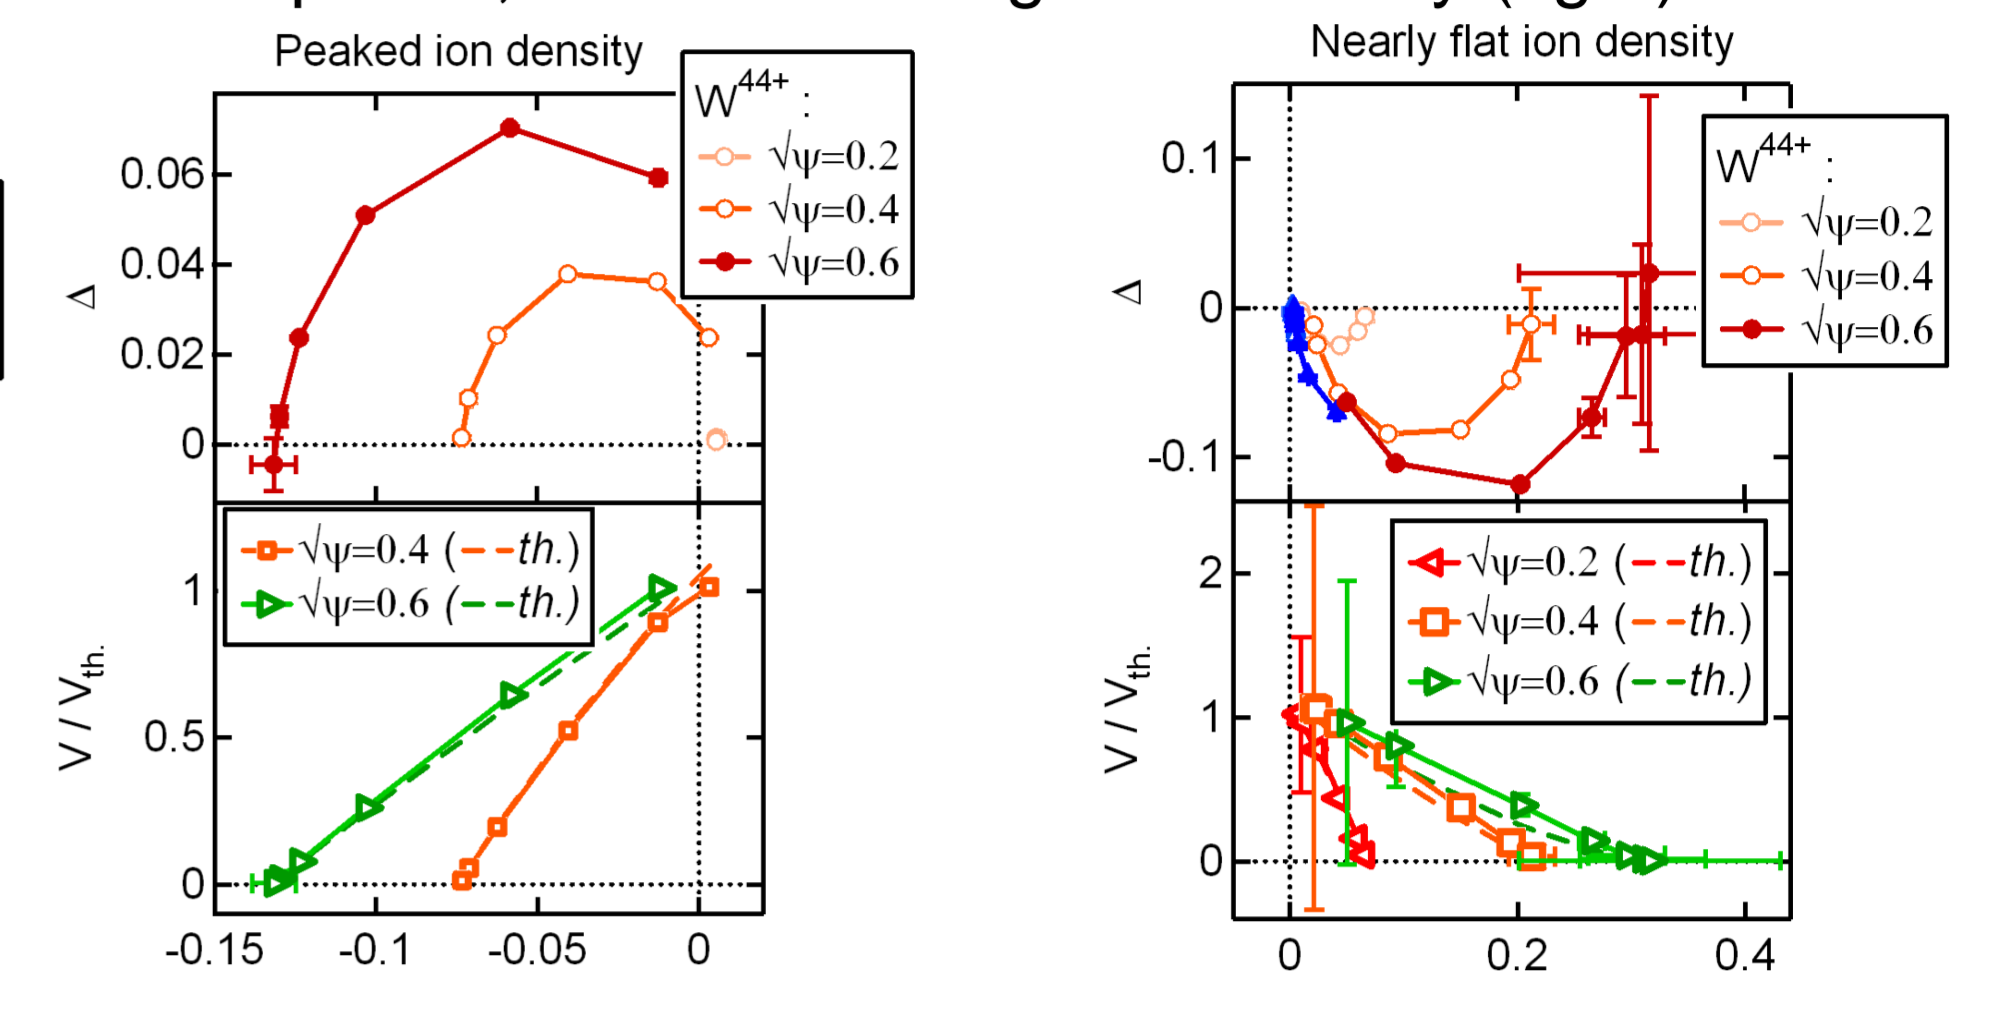 Peaked ion density
W44+ :
√ψ=0.2
√ψ=0.4
√ψ=0.6
Δ
0.06
0.04
0.02
0
√ψ=0.4 (– –th.)
√ψ=0.6 (– –th.)
V / Vth.
1
0.5
0
-0.15 -0.1 -0.05 0
Nearly flat ion density
W44+ :
√ψ=0.2
√ψ=0.4
√ψ=0.6
Δ
0.1
0
-0.1
√ψ=0.2 (– –th.)
√ψ=0.4 (– –th.)
√ψ=0.6 (– –th.)
V / Vth.
2
1
0
0 0.2 0.4